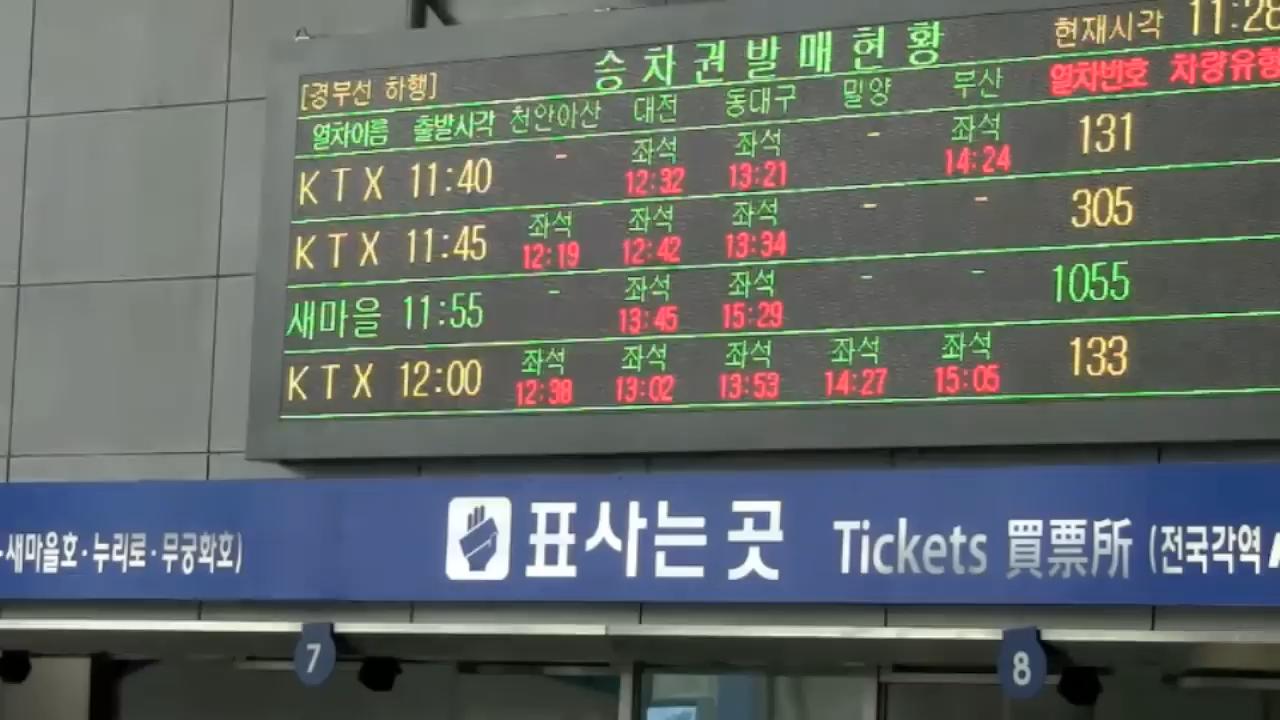 승차권발매현황
현재시각 11:28
[경부선 하행]
열차이름 출발시각 천안아산 대전 동대구 밀양 부산 열차번호 차량유형
KTX 11:40 - 좌석 12:32 좌석 13:21 - 좌석 14:24 131
KTX 11:45 좌석 12:19 좌석 12:42 좌석 13:34 - - 305
새마을 11:55 - 좌석 13:45 좌석 15:29 - - 1055
KTX 12:00 좌석 12:38 좌석 13:02 좌석 13:53 좌석 14:27 좌석 15:05 133
·새마을호·누리로·무궁화호) 표사는곳 Tickets 買票所 (전국각역
7 8